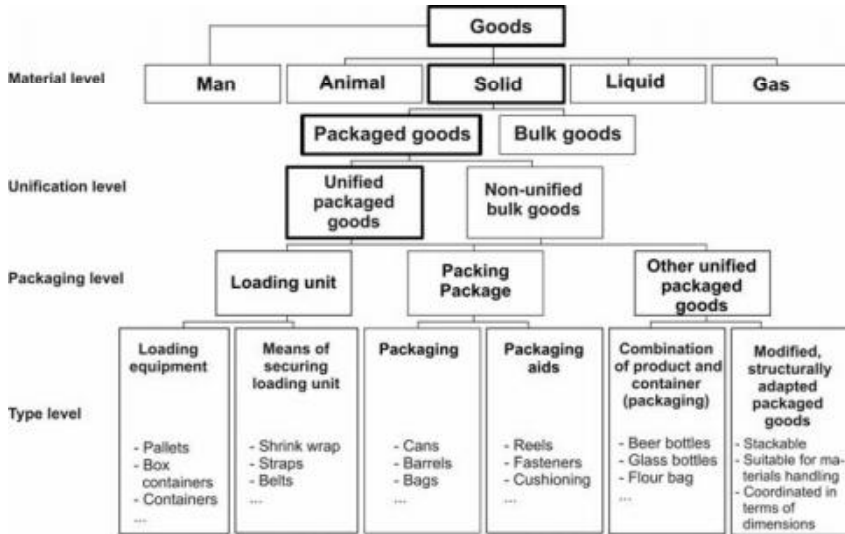 Goods
Material level
Man
Animal
Solid
Liquid
Gas
Packaged goods
Bulk goods
Unification level
Unified
packaged
goods
Non-unified
bulk goods
Packaging level
Loading unit
Packing
Package
Other unified
packaged
goods
Type level
Loading
equipment
- Pallets
- Box
containers
- Containers
...
Means of
securing
loading unit
- Shrink wrap
- Straps
- Belts
...
Packaging
- Cans
- Barrels
- Bags
...
Packaging
aids
- Reels
- Fasteners
- Cushioning
...
Combination
of product and
container
(packaging)
- Beer bottles
- Glass bottles
- Flour bag
...
Modified,
structurally
adapted
packaged
goods
- Stackable
- Suitable for ma-
terials handling
- Coordinated in
terms of
dimensions